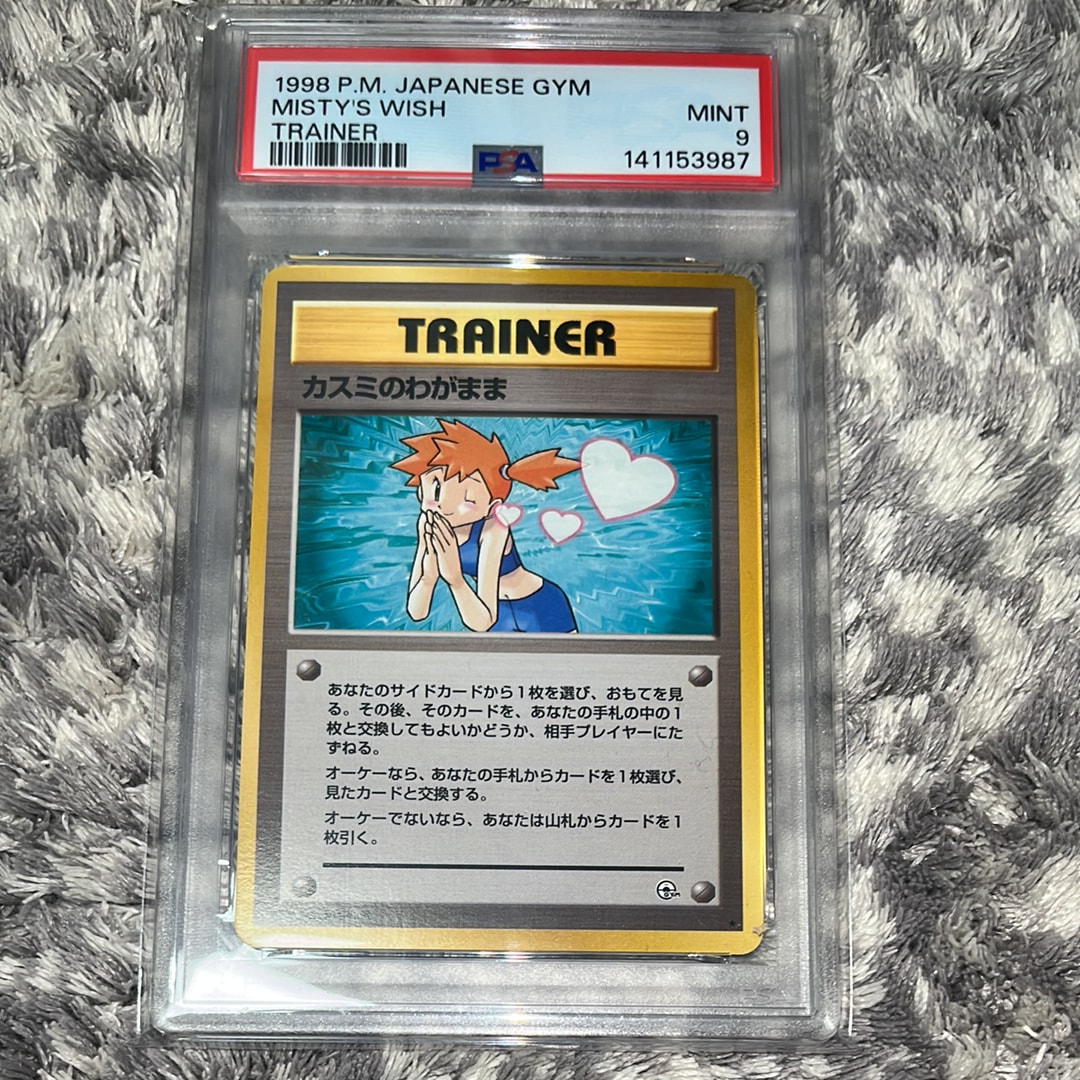 1998 P.M. JAPANESE GYM
MISTY'S WISH
TRAINER
MINT
9
141153987
PSA
TRAINER
カスミのわがまま
あなたのサイドカードから1枚を選び、おもてを見
る。その後、そのカードを、あなたの手札の中の1
枚と交換してもよいかどうか、相手プレイヤーにた
ずねる。
オーケーなら、あなたの手札からカードを1枚選び、
見たカードと交換する。
オーケーでないなら、あなたは山札からカードを1
枚引く。
GYM